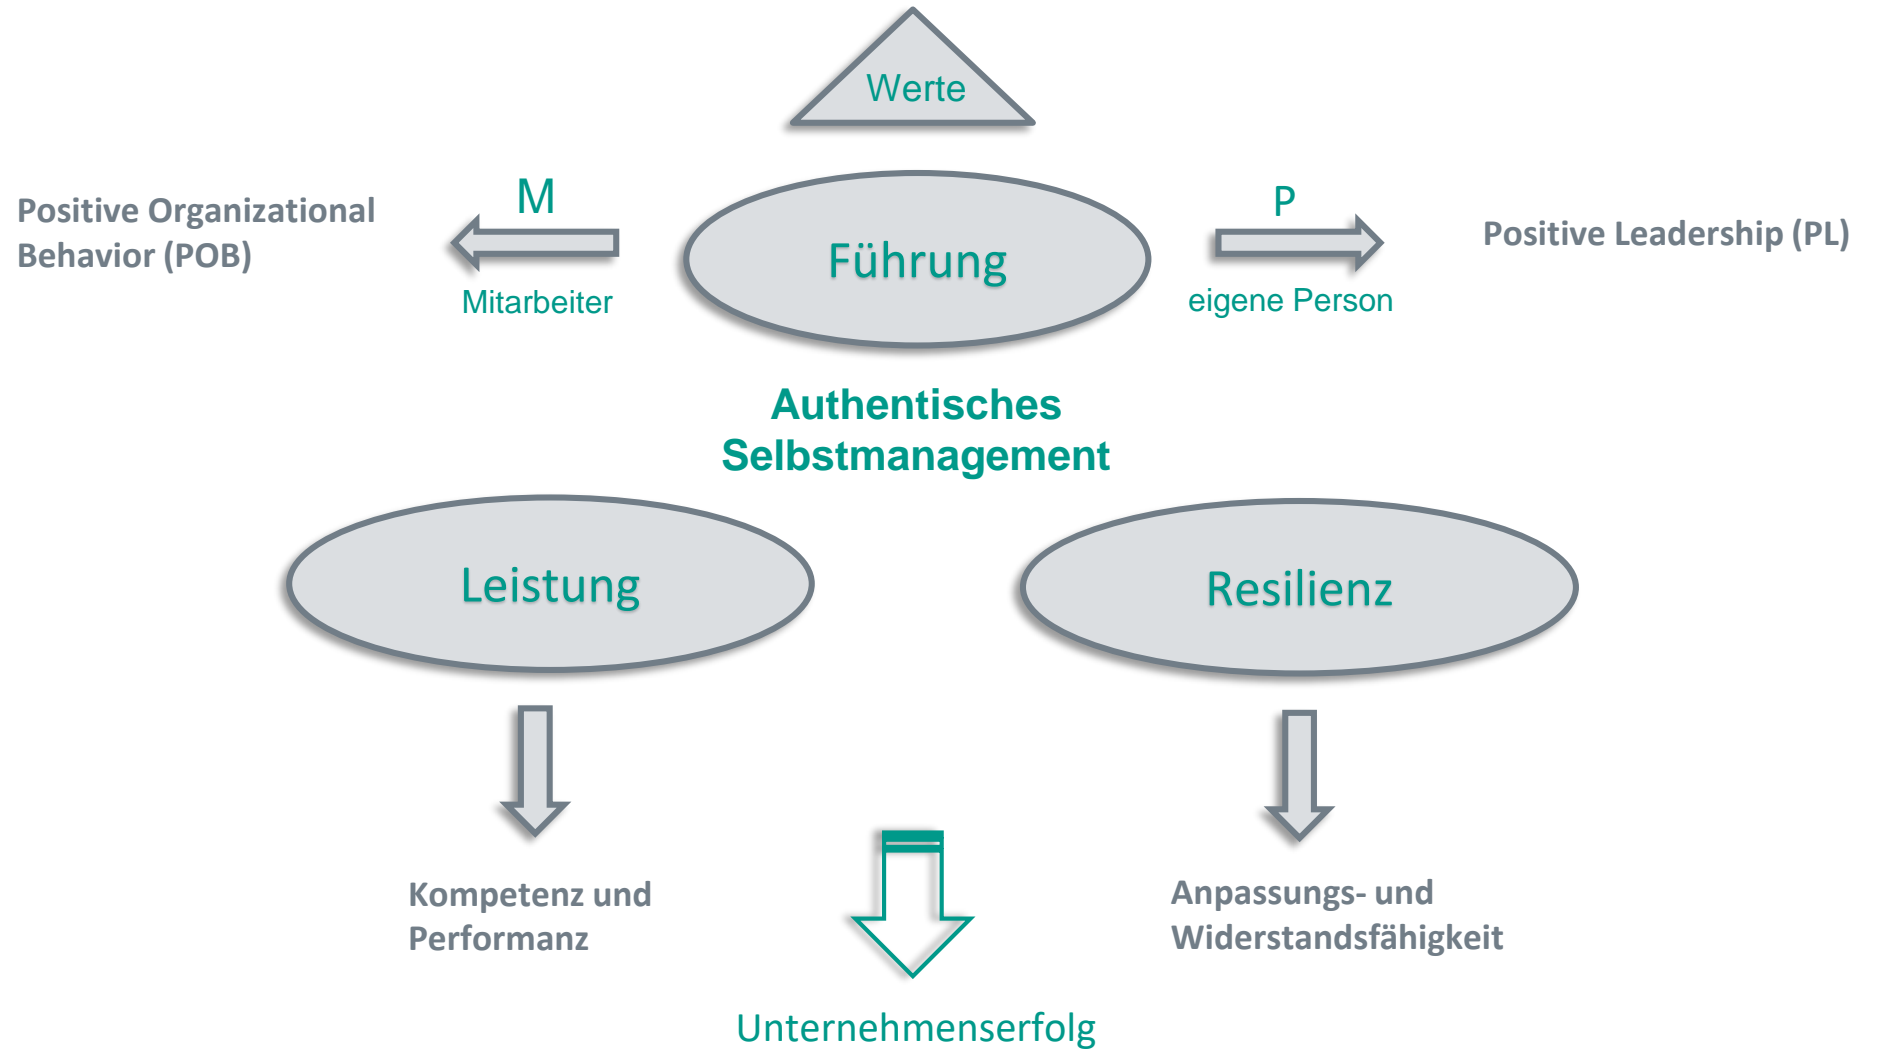 Werte
Positive Organizational
Behavior (POB)
M
Mitarbeiter
Führung
P
eigene Person
Positive Leadership (PL)
Authentisches
Selbstmanagement
Leistung
Resilienz
Kompetenz und
Performanz
Anpassungs- und
Widerstandsfähigkeit
Unternehmenserfolg